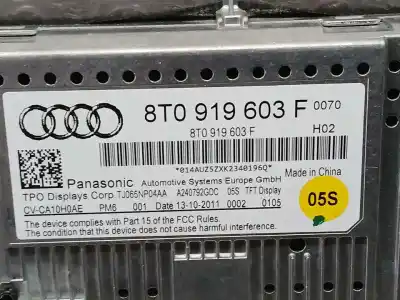 8T0 919 603 F 0070
8T0 919 603 F H02
*014AUZSZXK2340196Q*
Made in China
Panasonic Automotive Systems Europe GmbH
TPO Displays Corp. TJ065NP04AA A240792GDC 05S TFT Display
CV-CA10H0AE PM6 001 Date 13-10-2011 0002 0105
05S
The device complies with Part 15 of the FCC Rules.
The condition is that this device does not cause harmful
interference.